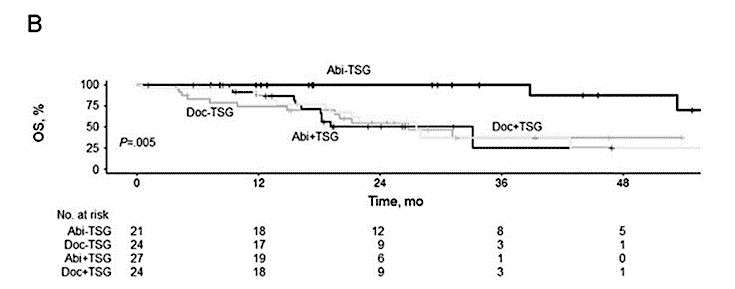 B
Abi-TSG
100
75
50
25
0
OS, %
Doc-TSG
Abi+TSG
Doc+TSG
P=.005
0 12 24 36 48
Time, mo
No. at risk
Abi-TSG 21 18 12 8 5
Doc-TSG 24 17 9 3 1
Abi+TSG 27 19 6 1 0
Doc+TSG 24 18 9 3 1